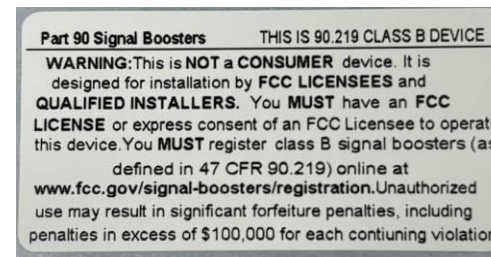 Part 90 Signal Boosters THIS IS 90.219 CLASS B DEVICE
WARNING:This is NOT a CONSUMER device. It is
designed for installation by FCC LICENSEES and
QUALIFIED INSTALLERS. You MUST have an FCC
LICENSE or express consent of an FCC Licensee to operat
this device.You MUST register class B signal boosters (as
defined in 47 CFR 90.219) online at
www.fcc.gov/signal-boosters/registration.Unauthorized
use may result in significant forfeiture penalties, including
penalties in excess of $100,000 for each contiuning violation